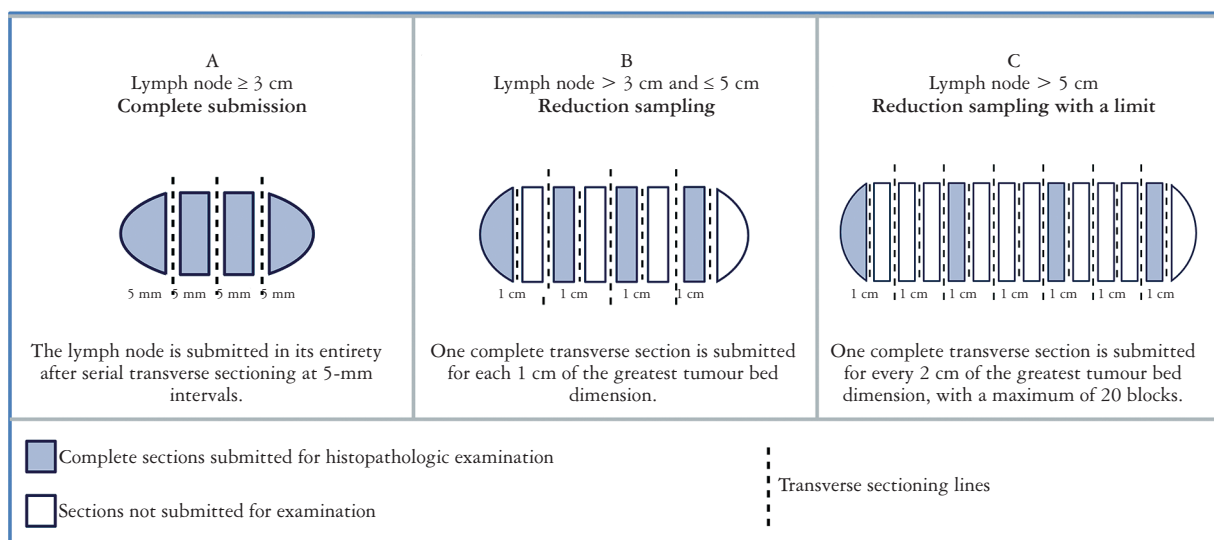 A
Lymph node ≥ 3 cm
Complete submission
5 mm 5 mm 5 mm 5 mm
The lymph node is submitted in its entirety
after serial transverse sectioning at 5-mm
intervals.
B
Lymph node > 3 cm and ≤ 5 cm
Reduction sampling
1 cm 1 cm 1 cm 1 cm
One complete transverse section is submitted
for each 1 cm of the greatest tumour bed
dimension.
C
Lymph node > 5 cm
Reduction sampling with a limit
1 cm 1 cm 1 cm 1 cm 1 cm 1 cm 1 cm
One complete transverse section is submitted
for every 2 cm of the greatest tumour bed
dimension, with a maximum of 20 blocks.
Complete sections submitted for histopathologic examination
Sections not submitted for examination
Transverse sectioning lines